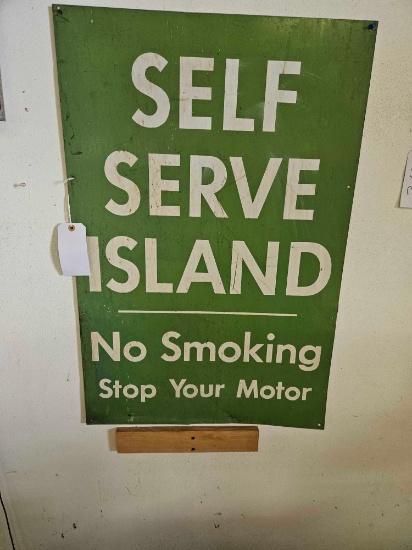 SELF
SERVE
ISLAND
No Smoking
Stop Your Motor